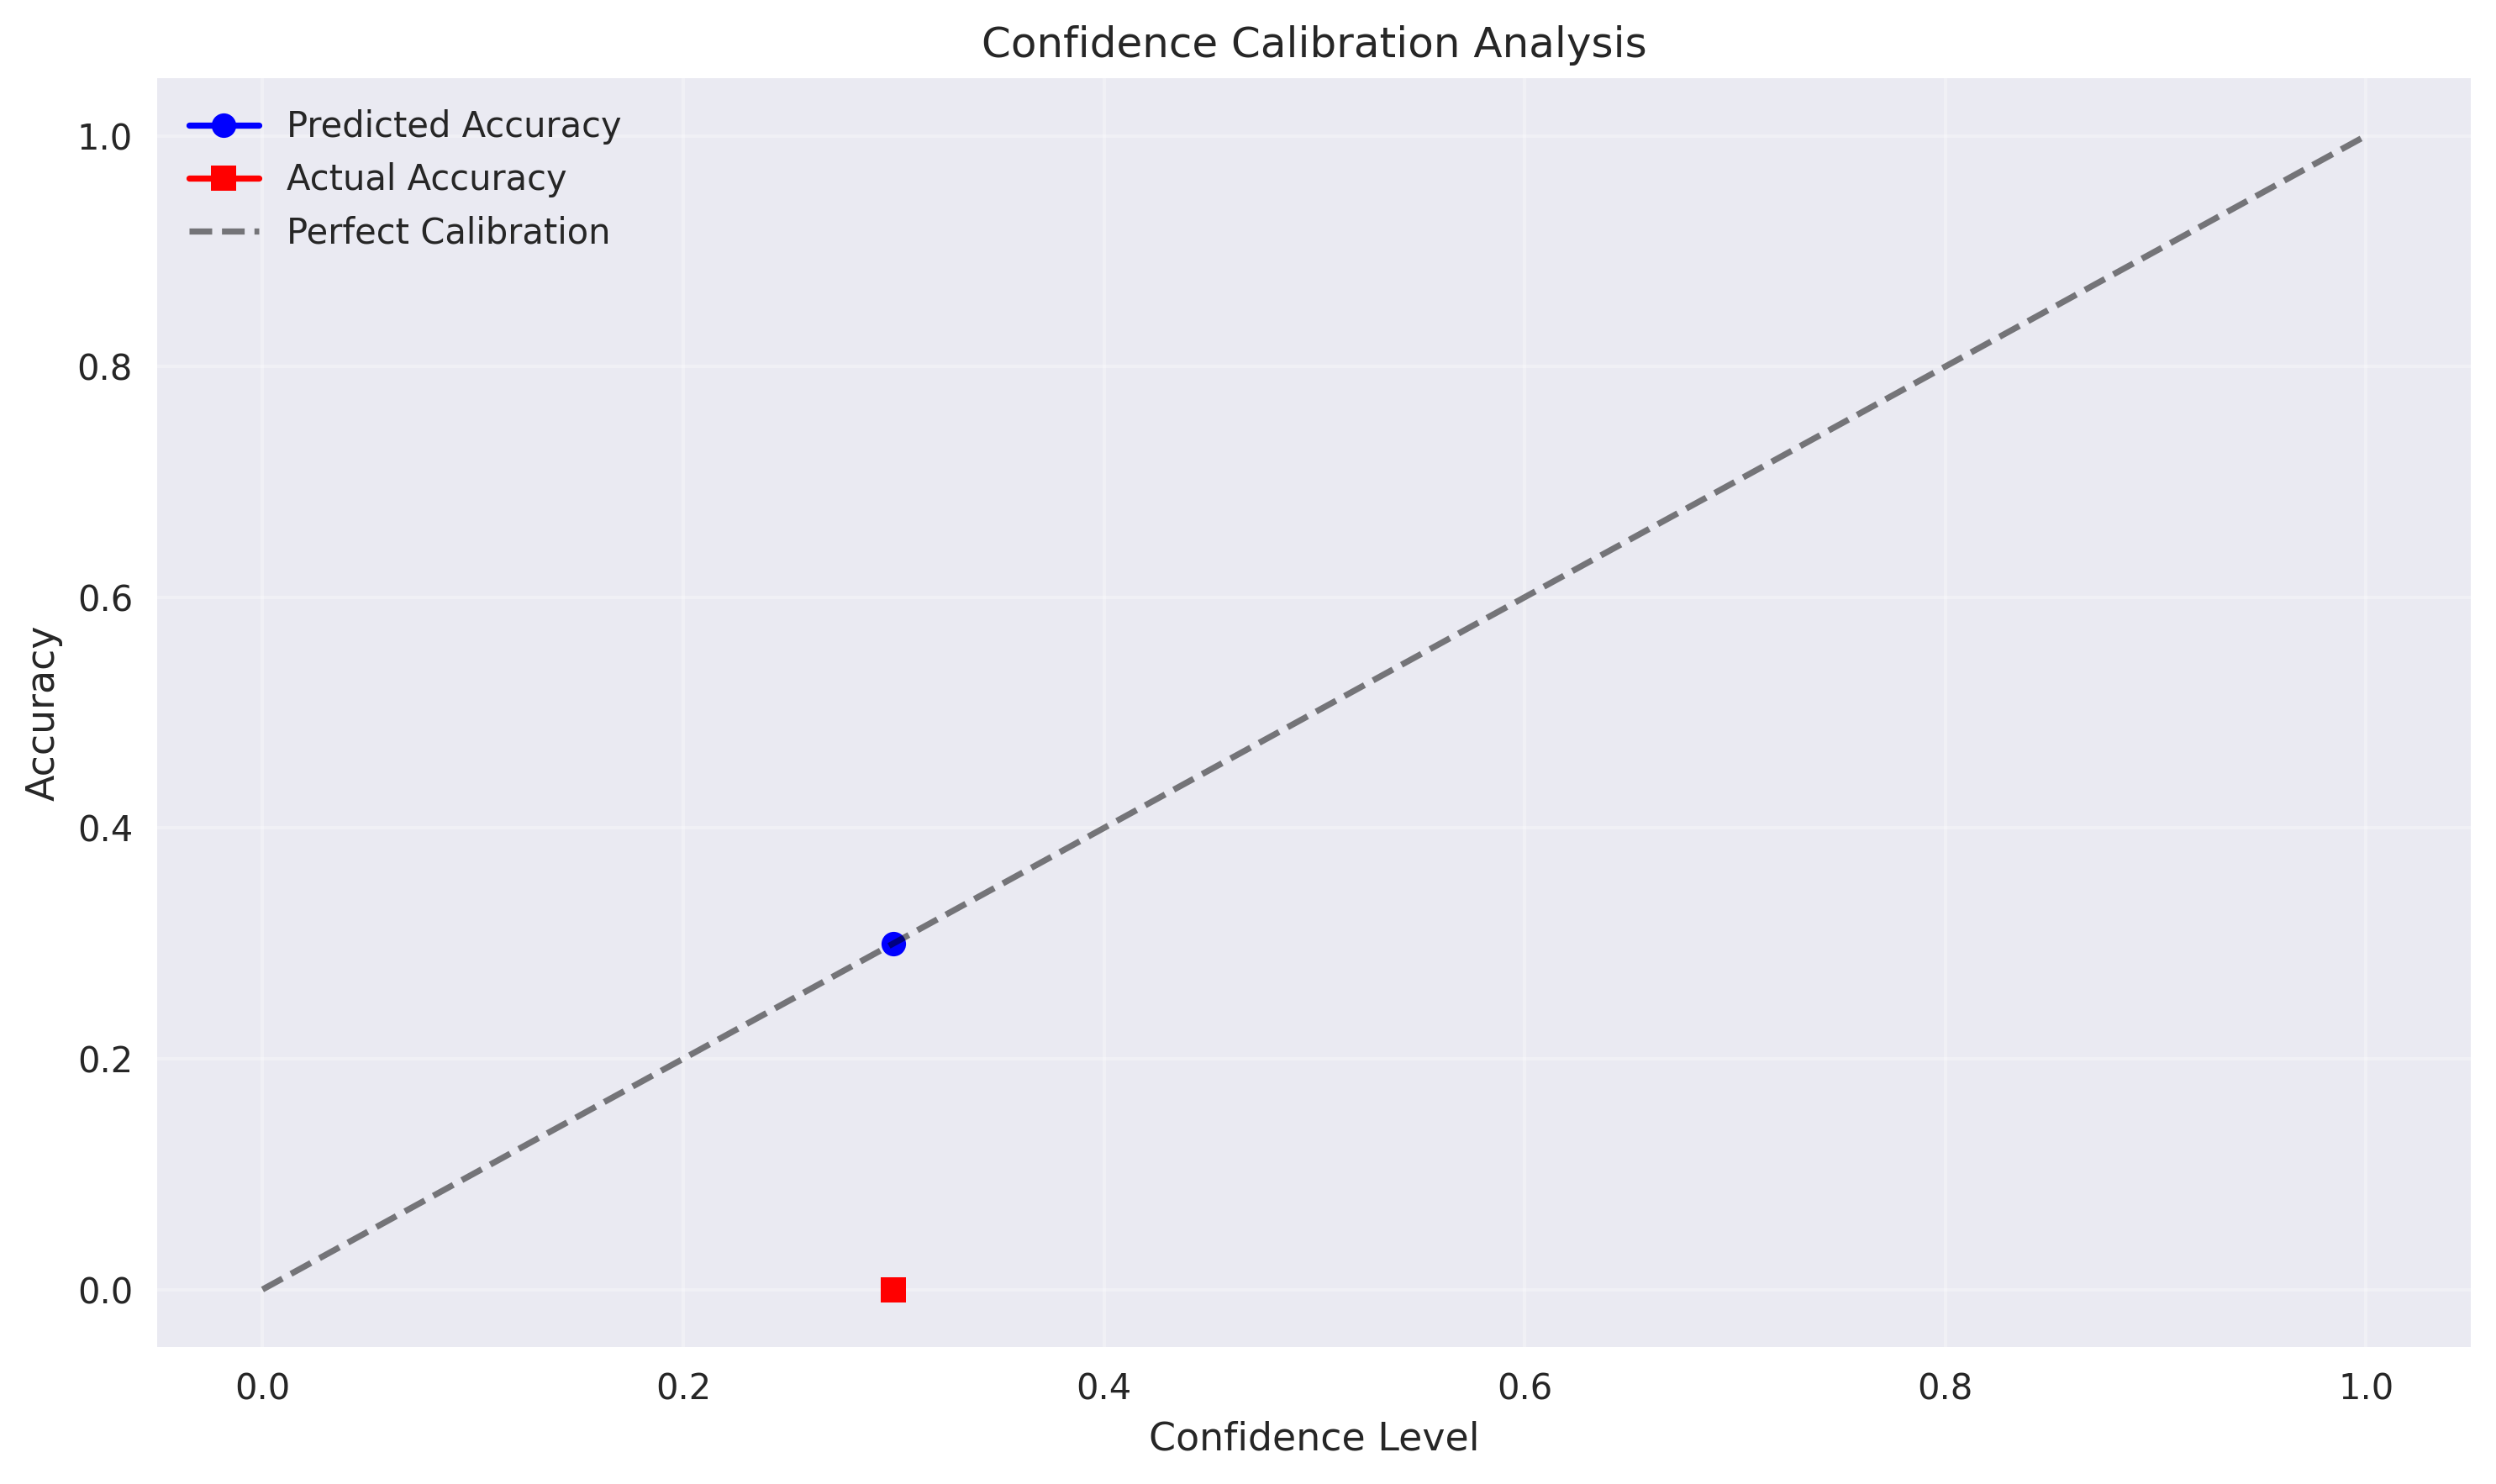 Confidence Calibration Analysis
Predicted Accuracy
Actual Accuracy
Perfect Calibration
1.0
0.8
0.6
0.4
0.2
0.0
Accuracy
0.0 0.2 0.4 0.6 0.8 1.0
Confidence Level